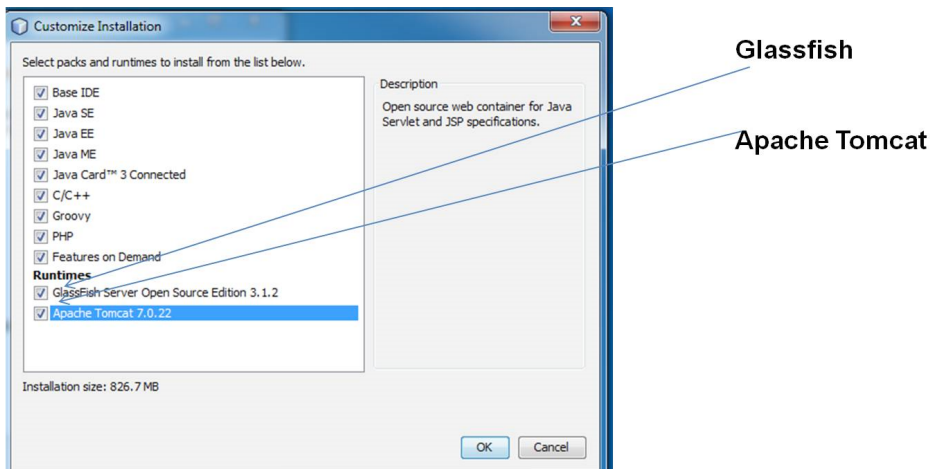 Customize Installation
Select packs and runtimes to install from the list below.
Base IDE
Java SE
Java EE
Java ME
Java Card™ 3 Connected
C/C++
Groovy
PHP
Features on Demand
Runtimes
GlassFish Server Open Source Edition 3.1.2
Apache Tomcat 7.0.22
Description
Open source web container for Java
Servlet and JSP specifications.
Installation size: 826.7 MB
OK
Cancel
Glassfish
Apache Tomcat